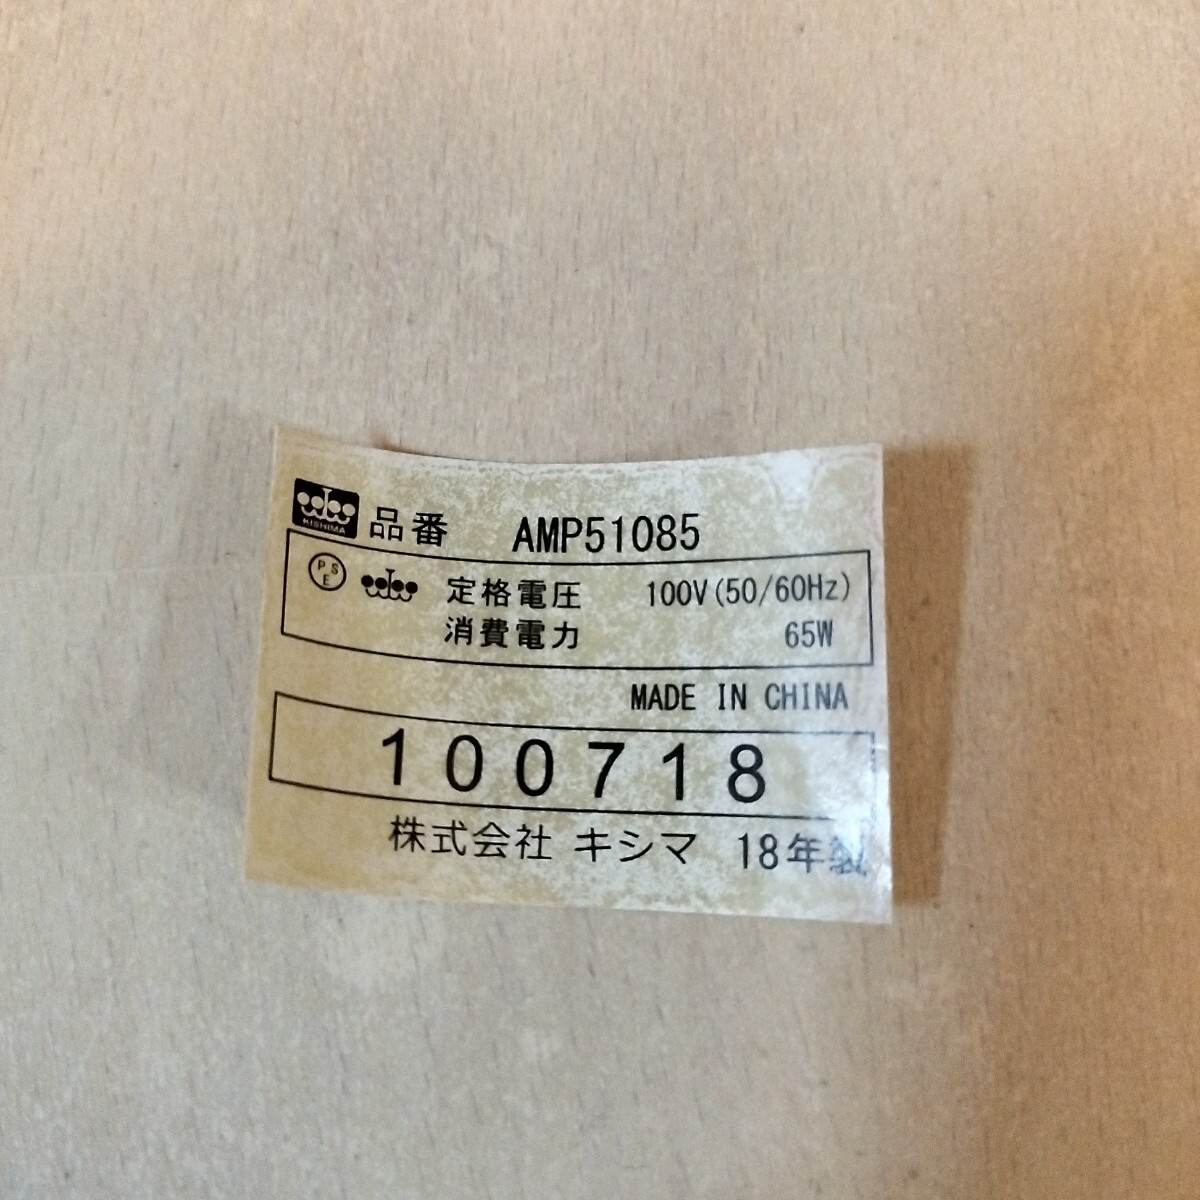 KISHIMA 品番 AMP51085
PSE 定格電圧 100V(50/60Hz)
消費電力 65W
MADE IN CHINA
100718
株式会社 キシマ 18年製